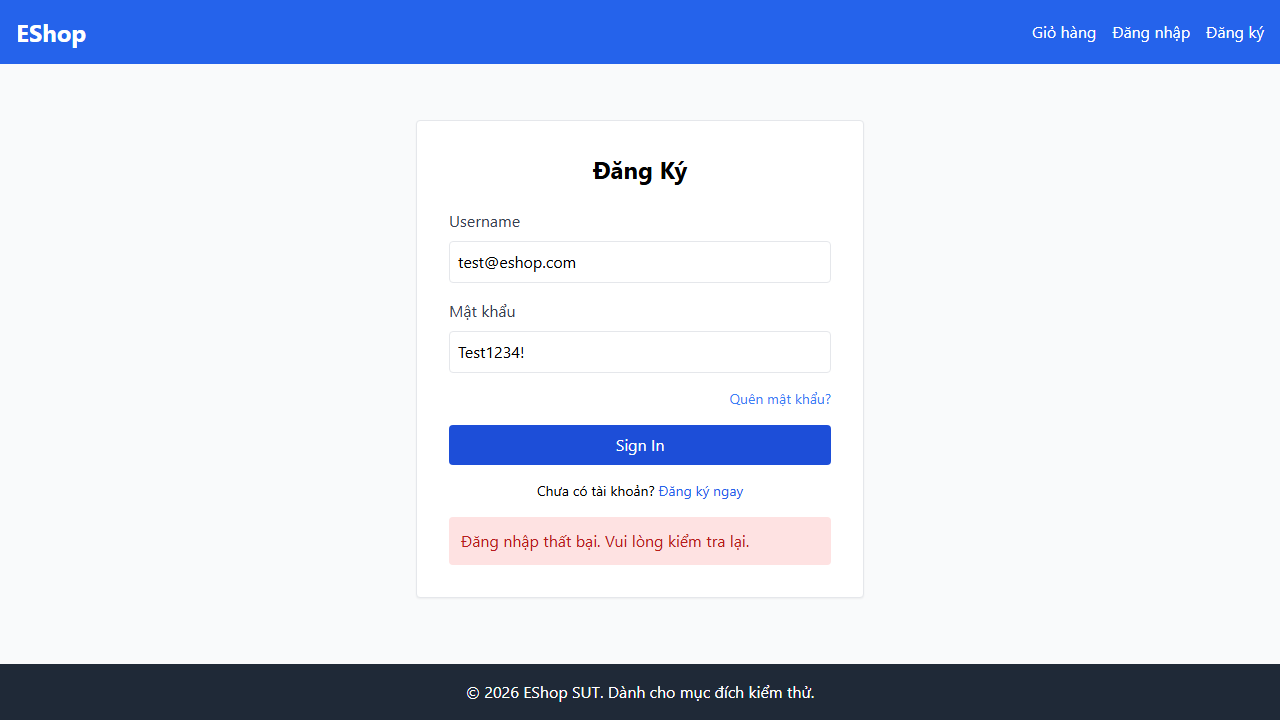 EShop
Giỏ hàng Đăng nhập Đăng ký
Đăng Ký
Username
test@eshop.com
Mật khẩu
Test1234!
Quên mật khẩu?
Sign In
Chưa có tài khoản? Đăng ký ngay
Đăng nhập thất bại. Vui lòng kiểm tra lại.
© 2026 EShop SUT. Dành cho mục đích kiểm thử.